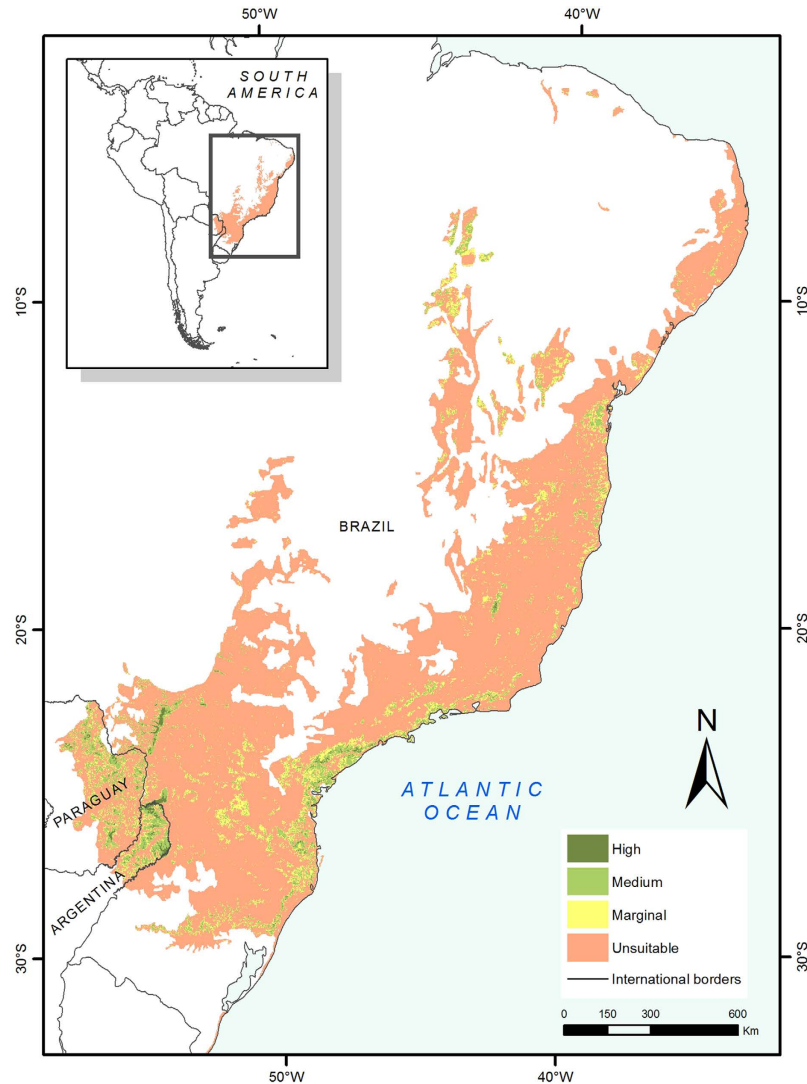 50°W
40°W
SOUTH
AMERICA
10°S
10°S
BRAZIL
20°S
20°S
N
PARAGUAY
ATLANTIC
OCEAN
ARGENTINA
High
Medium
Marginal
Unsuitable
International borders
30°S
30°S
0 150 300 600
Km
50°W
40°W